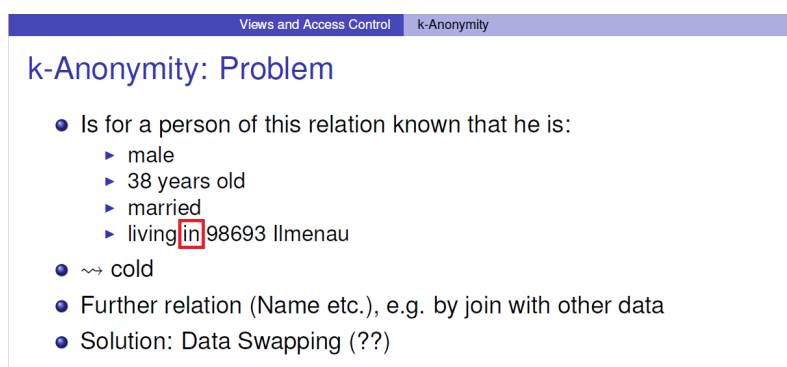 Views and Access Control k-Anonymity
k-Anonymity: Problem
Is for a person of this relation known that he is:
male
38 years old
married
living in 98693 Ilmenau
⇝ cold
Further relation (Name etc.), e.g. by join with other data
Solution: Data Swapping (??)